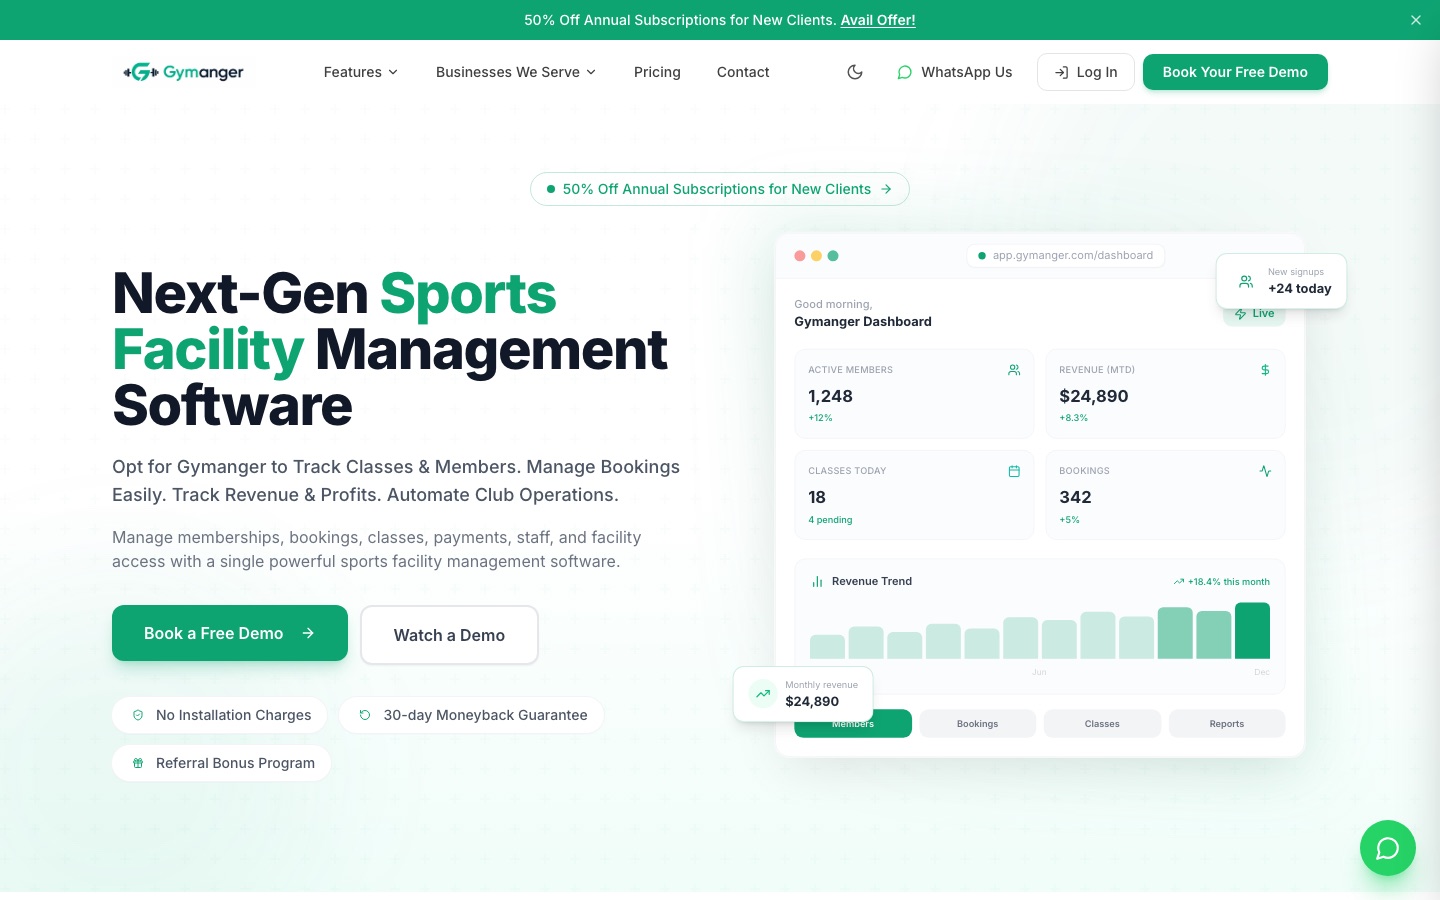 50% Off Annual Subscriptions for New Clients. Avail Offer!
Gymanger
Features
Businesses We Serve
Pricing
Contact
WhatsApp Us
Log In
Book Your Free Demo
50% Off Annual Subscriptions for New Clients
Next-Gen Sports
Facility Management
Software
Opt for Gymanger to Track Classes & Members. Manage Bookings
Easily. Track Revenue & Profits. Automate Club Operations.
Manage memberships, bookings, classes, payments, staff, and facility
access with a single powerful sports facility management software.
Book a Free Demo
Watch a Demo
No Installation Charges
30-day Moneyback Guarantee
Referral Bonus Program
app.gymanger.com/dashboard
New signups
+24 today
Good morning,
Gymanger Dashboard
Live
ACTIVE MEMBERS
1,248
+12%
REVENUE (MTD)
$24,890
+8.3%
CLASSES TODAY
18
4 pending
BOOKINGS
342
+5%
Revenue Trend
+18.4% this month
Jun
Dec
Monthly revenue
$24,890
Members
Bookings
Classes
Reports